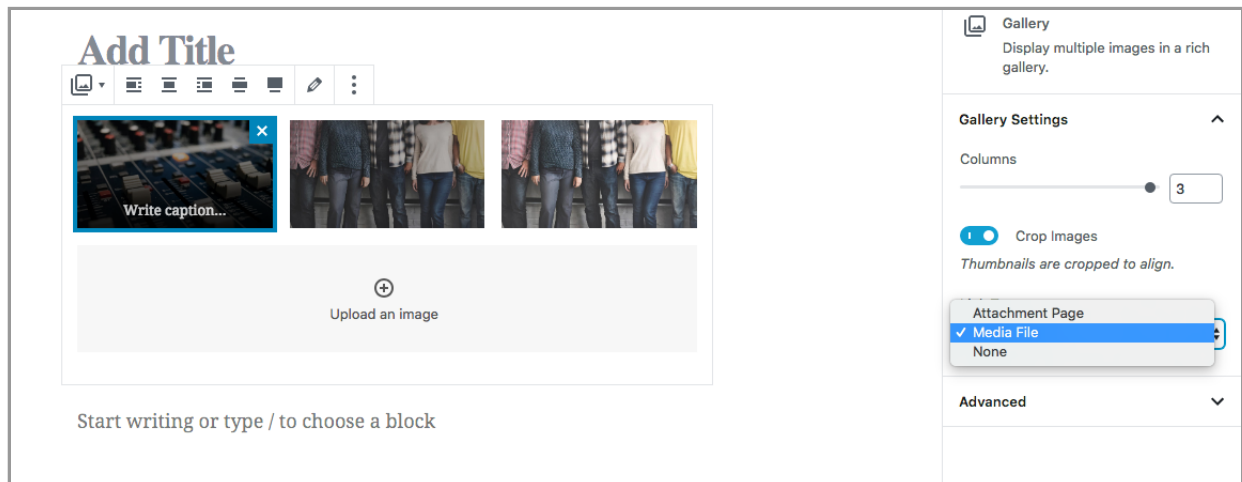 Add Title
Write caption...
Upload an image
Start writing or type / to choose a block
Gallery
Display multiple images in a rich
gallery.
Gallery Settings
Columns
3
Crop Images
Thumbnails are cropped to align.
Attachment Page
Media File
None
Advanced